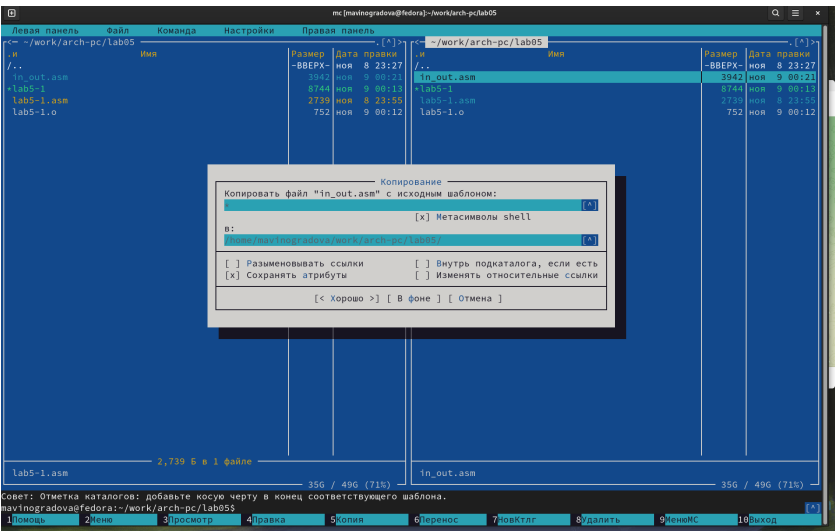 mc [mavinogradova@fedora]:~/work/arch-pc/lab05
Левая панель Файл Команда Настройки Правая панель
<— ~/work/arch-pc/lab05 .[^]>
.и Имя Размер Дата правки
/.. -ВВЕРХ- ноя 8 23:27
in_out.asm 3942 ноя 9 00:21
*lab5-1 8744 ноя 9 00:13
lab5-1.asm 2739 ноя 8 23:55
lab5-1.o 752 ноя 9 00:12
2,739 Б в 1 файле
lab5-1.asm
35G / 49G (71%)
<— ~/work/arch-pc/lab05 .[^]>
.и Имя Размер Дата правки
/.. -ВВЕРХ- ноя 8 23:27
in_out.asm 3942 ноя 9 00:21
*lab5-1 8744 ноя 9 00:13
lab5-1.asm 2739 ноя 8 23:55
lab5-1.o 752 ноя 9 00:12
in_out.asm
35G / 49G (71%)
Копирование
Копировать файл "in_out.asm" с исходным шаблоном:
* [^]
[x] Метасимволы shell
в:
/home/mavinogradova/work/arch-pc/lab05/ [^]
[ ] Разыменовывать ссылки [ ] Внутрь подкаталога, если есть
[x] Сохранять атрибуты [ ] Изменять относительные ссылки
[< Хорошо >] [ В фоне ] [ Отмена ]
Совет: Отметка каталогов: добавьте косую черту в конец соответствующего шаблона.
mavinogradova@fedora:~/work/arch-pc/lab05$ [^]
1Помощь 2Меню 3Просмотр 4Правка 5Копия 6Перенос 7НовКтлг 8Удалить 9МенюМС 10Выход